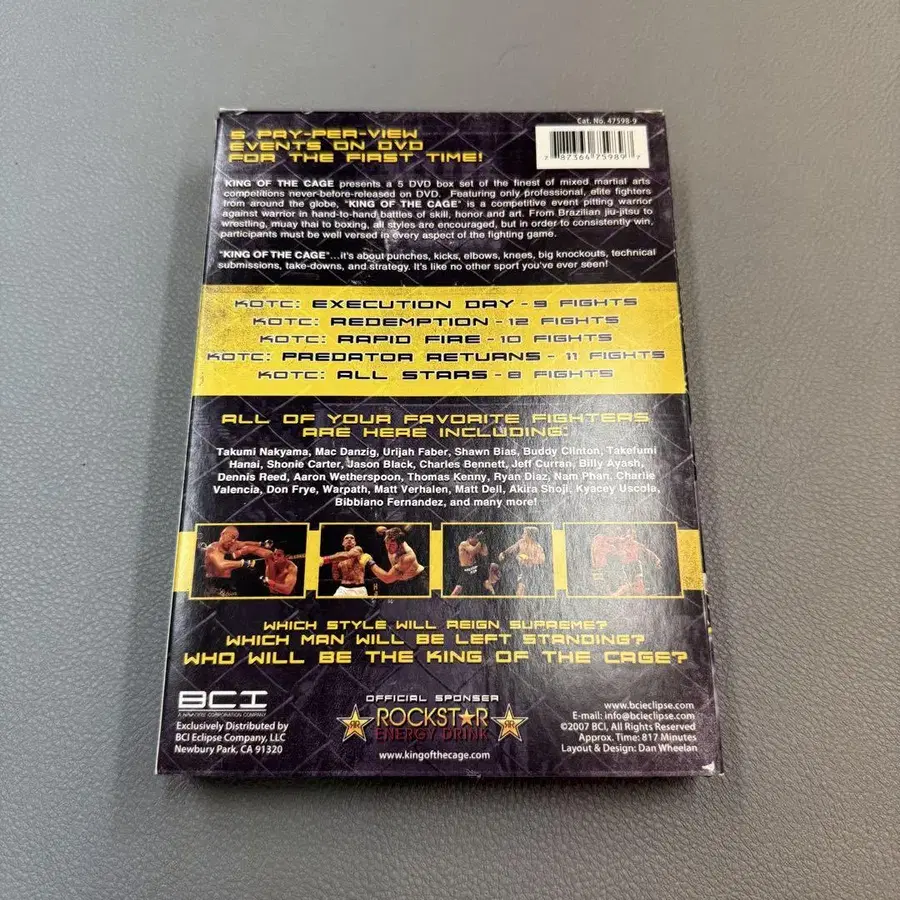 5 PAY-PER-VIEW
EVENTS ON DVD
FOR THE FIRST TIME!
Cat. No. 47598-9
7 87364 75989 7
KING OF THE CAGE presents a 5 DVD box set of the finest of mixed martial arts
competitions never-before-released on DVD. Featuring only professional, elite fighters
from around the globe, "KING OF THE CAGE" is a competitive event pitting warrior
against warrior in hand-to-hand battles of skill, honor and art. From Brazilian jiu-jitsu to
wrestling, muay thai to boxing, all styles are encouraged, but in order to consistently win,
participants must be well versed in every aspect of the fighting game.
"KING OF THE CAGE"...it's about punches, kicks, elbows, knees, big knockouts, technical
submissions, take-downs, and strategy. It's like no other sport you've ever seen!
KOTC: EXECUTION DAY - 9 FIGHTS
KOTC: REDEMPTION - 12 FIGHTS
KOTC: RAPID FIRE - 10 FIGHTS
KOTC: PREDATOR RETURNS - 11 FIGHTS
KOTC: ALL STARS - 8 FIGHTS
ALL OF YOUR FAVORITE FIGHTERS
ARE HERE INCLUDING:
Takumi Nakyama, Mac Danzig, Urijah Faber, Shawn Bias, Buddy Clinton, Takefumi
Hanai, Shonie Carter, Jason Black, Charles Bennett, Jeff Curran, Billy Ayash,
Dennis Reed, Aaron Wetherspoon, Thomas Kenny, Ryan Diaz, Nam Phan, Charlie
Valencia, Don Frye, Warpath, Matt Verhalen, Matt Dell, Akira Shoji, Kyacey Uscola,
Bibbiano Fernandez, and many more!
WHICH STYLE WILL REIGN SUPREME?
WHICH MAN WILL BE LEFT STANDING?
WHO WILL BE THE KING OF THE CAGE?
BCI
A NAVARRE CORPORATION COMPANY
Exclusively Distributed by
BCI Eclipse Company, LLC
Newbury Park, CA 91320
OFFICIAL SPONSER
ROCKSTAR
ENERGY DRINK
www.kingofthecage.com
www.bcieclipse.com
E-mail: info@bcieclipse.com
©2007 BCI, All Rights Reserved
Approx. Time: 817 Minutes
Layout & Design: Dan Wheelan